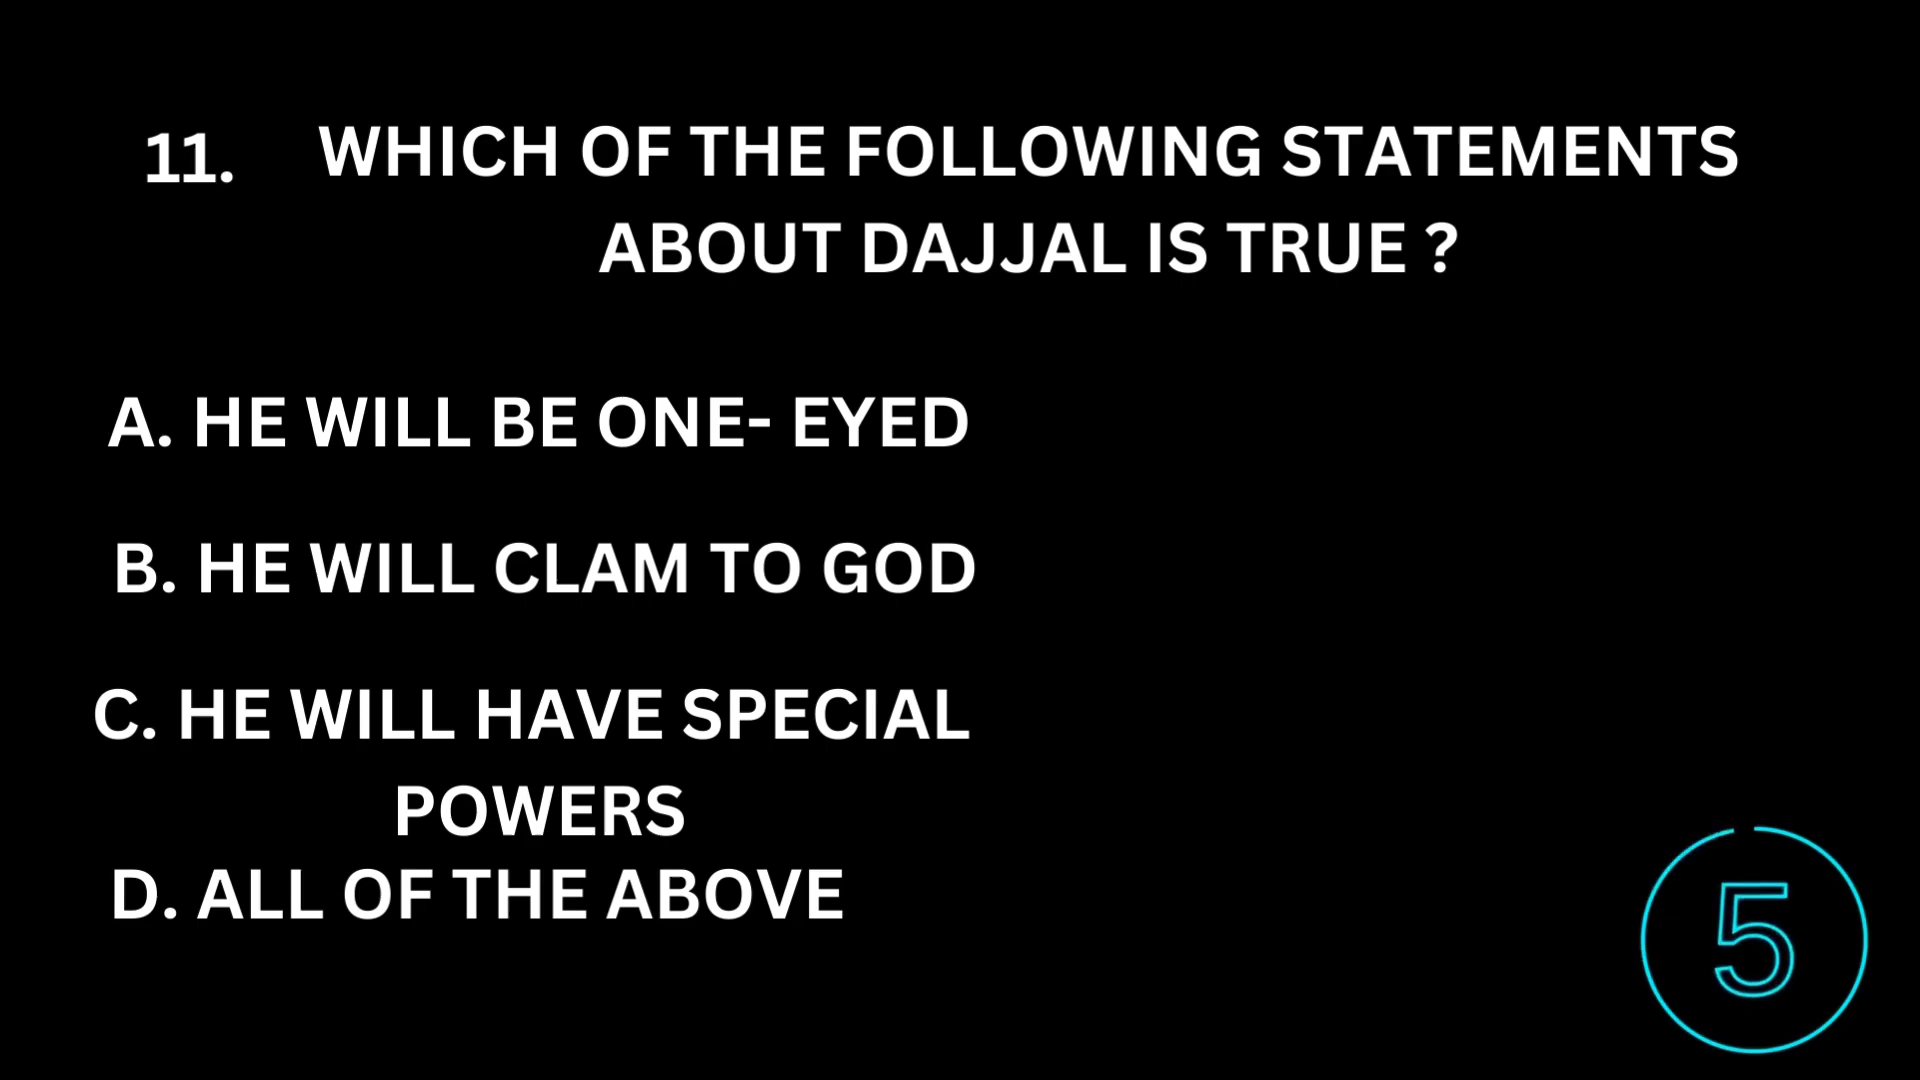 11. WHICH OF THE FOLLOWING STATEMENTS
ABOUT DAJJAL IS TRUE ?
A. HE WILL BE ONE- EYED
B. HE WILL CLAM TO GOD
C. HE WILL HAVE SPECIAL
POWERS
D. ALL OF THE ABOVE
5